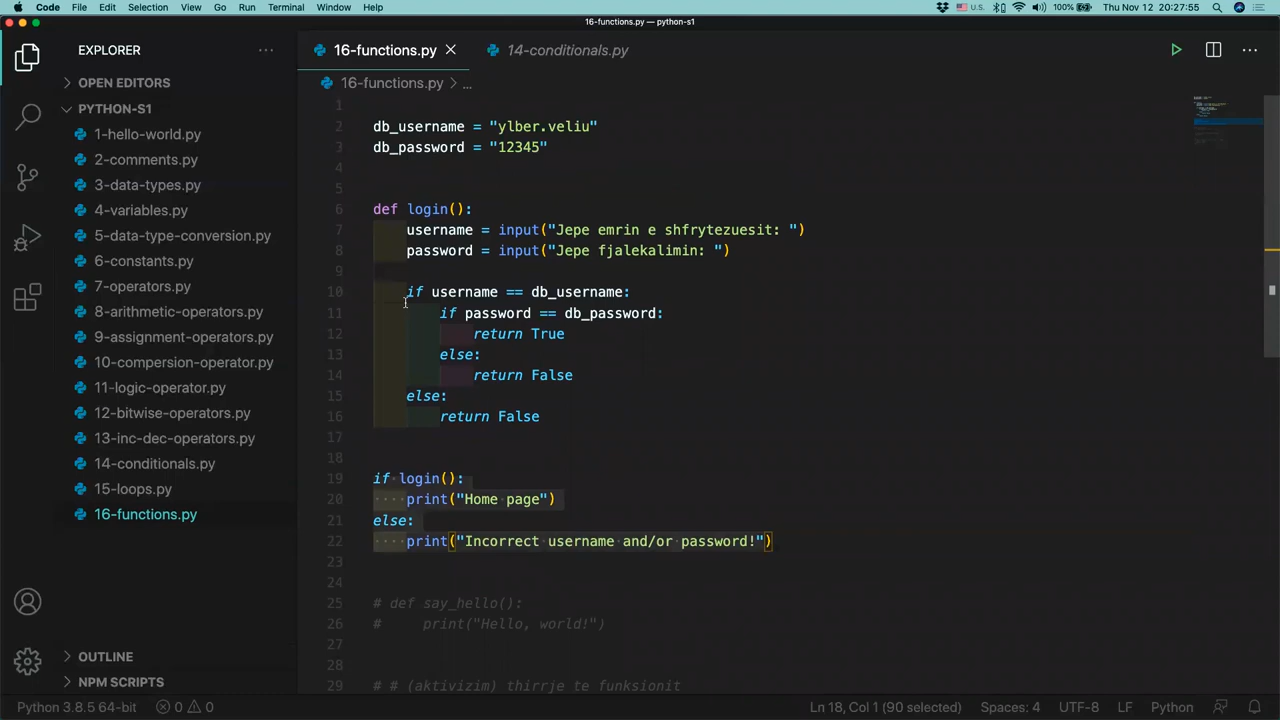 Code File Edit Selection View Go Run Terminal Window Help U.S. 100% Thu Nov 12 20:27:55
16-functions.py — python-s1
EXPLORER
16-functions.py
14-conditionals.py
16-functions.py > ...
OPEN EDITORS
PYTHON-S1
1-hello-world.py
2-comments.py
3-data-types.py
4-variables.py
5-data-type-conversion.py
6-constants.py
7-operators.py
8-arithmetic-operators.py
9-assignment-operators.py
10-compersion-operator.py
11-logic-operator.py
12-bitwise-operators.py
13-inc-dec-operators.py
14-conditionals.py
15-loops.py
16-functions.py
OUTLINE
NPM SCRIPTS
1
2 db_username = "ylber.veliu"
3 db_password = "12345"
4
5
6 def login():
7 username = input("Jepe emrin e shfrytezuesit: ")
8 password = input("Jepe fjalekalimin: ")
9
10 if username == db_username:
11 if password == db_password:
12 return True
13 else:
14 return False
15 else:
16 return False
17
18
19 if login():
20 print("Home page")
21 else:
22 print("Incorrect username and/or password!")
23
24
25 # def say_hello():
26 # print("Hello, world!")
27
28
29 # # (aktivizim) thirrje te funksionit
Python 3.8.5 64-bit 0 0 Ln 18, Col 1 (90 selected) Spaces: 4 UTF-8 LF Python